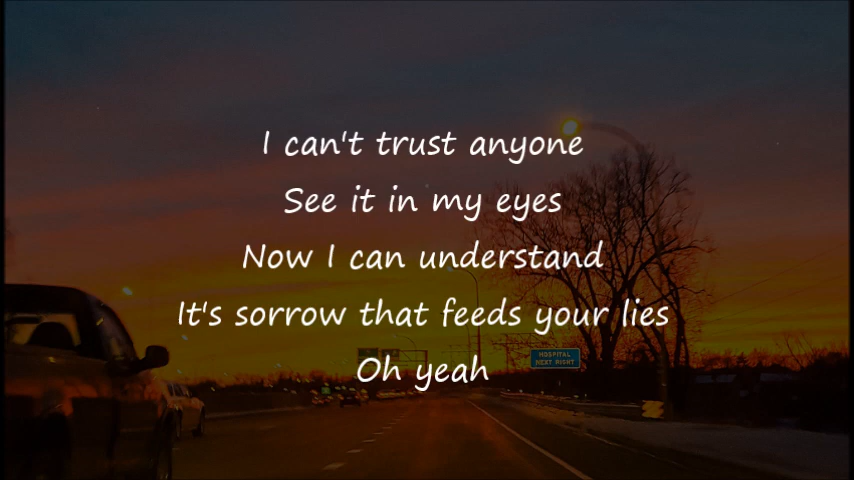 I can't trust anyone
See it in my eyes
Now I can understand
It's sorrow that feeds your lies
Oh yeah
HOSPITAL
NEXT RIGHT